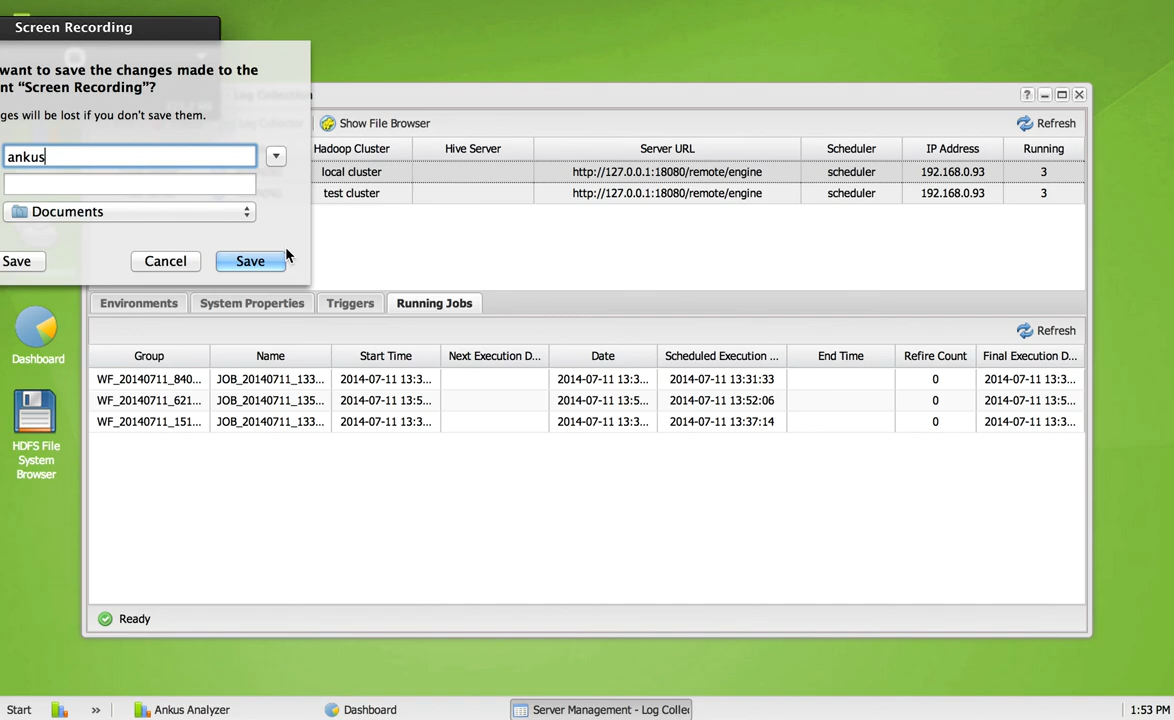 Screen Recording
want to save the changes made to the
nt “Screen Recording”?
ges will be lost if you don't save them.
ankus
Documents
Save
Cancel
Save
Show File Browser
Refresh
Hadoop Cluster
Hive Server
Server URL
Scheduler
IP Address
Running
local cluster
http://127.0.0.1:18080/remote/engine
scheduler
192.168.0.93
3
test cluster
http://127.0.0.1:18080/remote/engine
scheduler
192.168.0.93
3
Environments
System Properties
Triggers
Running Jobs
Refresh
Group
Name
Start Time
Next Execution D...
Date
Scheduled Execution ...
End Time
Refire Count
Final Execution D...
WF_20140711_840...
JOB_20140711_133...
2014-07-11 13:3...
2014-07-11 13:3...
2014-07-11 13:31:33
0
2014-07-11 13:3...
WF_20140711_621...
JOB_20140711_135...
2014-07-11 13:5...
2014-07-11 13:5...
2014-07-11 13:52:06
0
2014-07-11 13:5...
WF_20140711_151...
JOB_20140711_133...
2014-07-11 13:3...
2014-07-11 13:3...
2014-07-11 13:37:14
0
2014-07-11 13:3...
Ready
Dashboard
HDFS File
System
Browser
Start
»
Ankus Analyzer
Dashboard
Server Management - Log Collec
1:53 PM